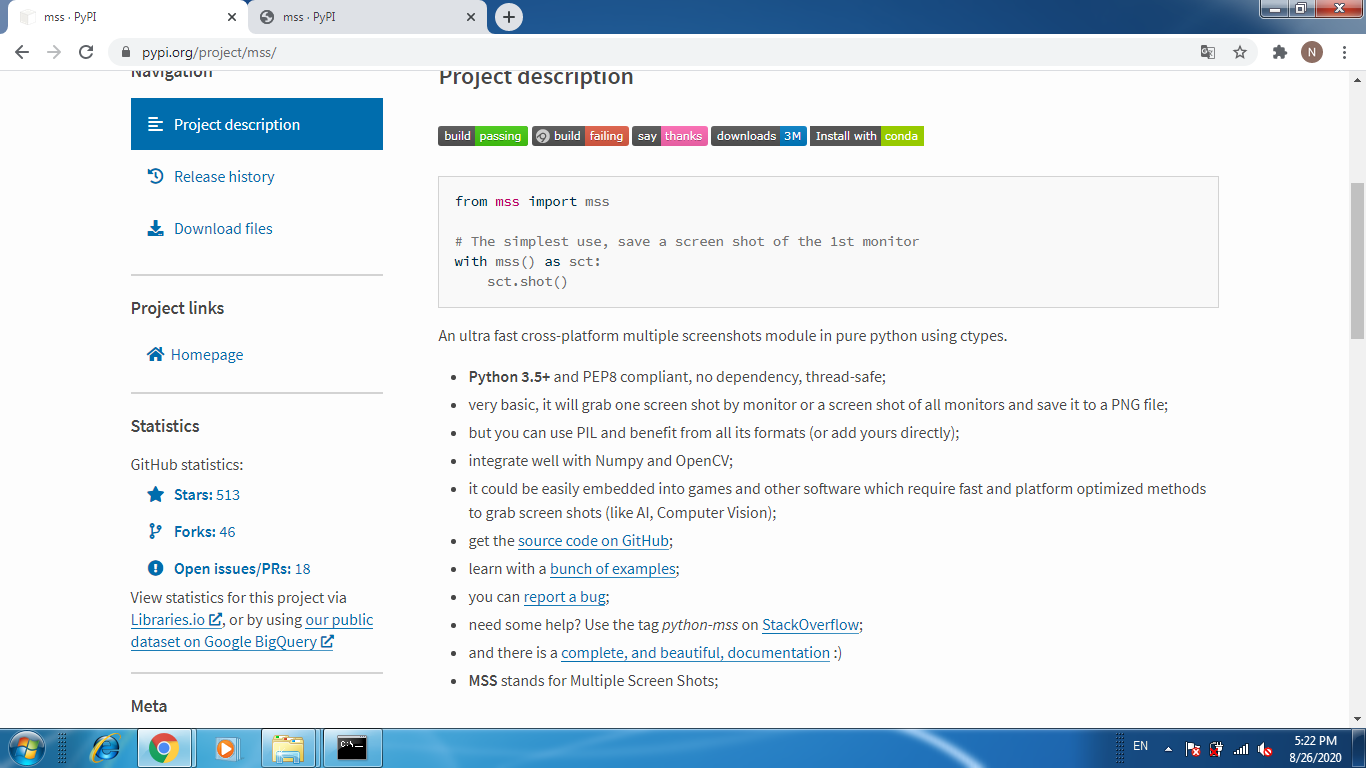 mss · PyPI
mss · PyPI
pypi.org/project/mss/
N
Navigation
Project description
Release history
Download files
Project links
Homepage
Statistics
GitHub statistics:
Stars: 513
Forks: 46
Open issues/PRs: 18
View statistics for this project via
Libraries.io, or by using our public
dataset on Google BigQuery
Meta
Project description
build passing build failing say thanks downloads 3M Install with conda
from mss import mss
# The simplest use, save a screen shot of the 1st monitor
with mss() as sct:
    sct.shot()
An ultra fast cross-platform multiple screenshots module in pure python using ctypes.
• Python 3.5+ and PEP8 compliant, no dependency, thread-safe;
• very basic, it will grab one screen shot by monitor or a screen shot of all monitors and save it to a PNG file;
• but you can use PIL and benefit from all its formats (or add yours directly);
• integrate well with Numpy and OpenCV;
• it could be easily embedded into games and other software which require fast and platform optimized methods
to grab screen shots (like AI, Computer Vision);
• get the source code on GitHub;
• learn with a bunch of examples;
• you can report a bug;
• need some help? Use the tag python-mss on StackOverflow;
• and there is a complete, and beautiful, documentation :)
• MSS stands for Multiple Screen Shots;
C:\_
EN
5:22 PM
8/26/2020